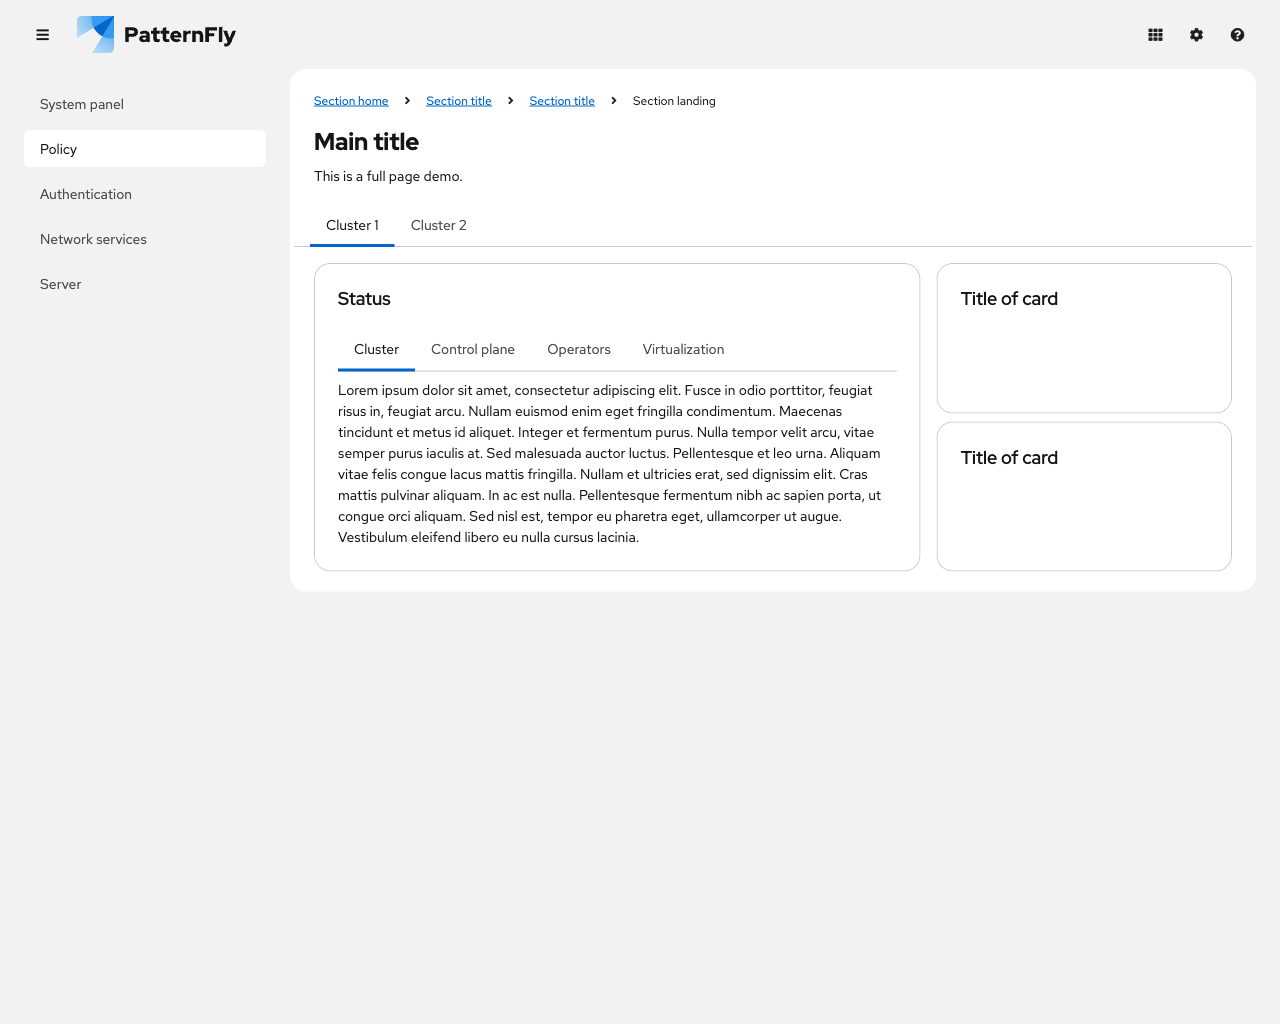 PatternFly
System panel
Policy
Authentication
Network services
Server
Section home Section title Section title Section landing
Main title
This is a full page demo.
Cluster 1 Cluster 2
Status
Cluster Control plane Operators Virtualization
Lorem ipsum dolor sit amet, consectetur adipiscing elit. Fusce in odio porttitor, feugiat
risus in, feugiat arcu. Nullam euismod enim eget fringilla condimentum. Maecenas
tincidunt et metus id aliquet. Integer et fermentum purus. Nulla tempor velit arcu, vitae
semper purus iaculis at. Sed malesuada auctor luctus. Pellentesque et leo urna. Aliquam
vitae felis congue lacus mattis fringilla. Nullam et ultricies erat, sed dignissim elit. Cras
mattis pulvinar aliquam. In ac est nulla. Pellentesque fermentum nibh ac sapien porta, ut
congue orci aliquam. Sed nisl est, tempor eu pharetra eget, ullamcorper ut augue.
Vestibulum eleifend libero eu nulla cursus lacinia.
Title of card
Title of card